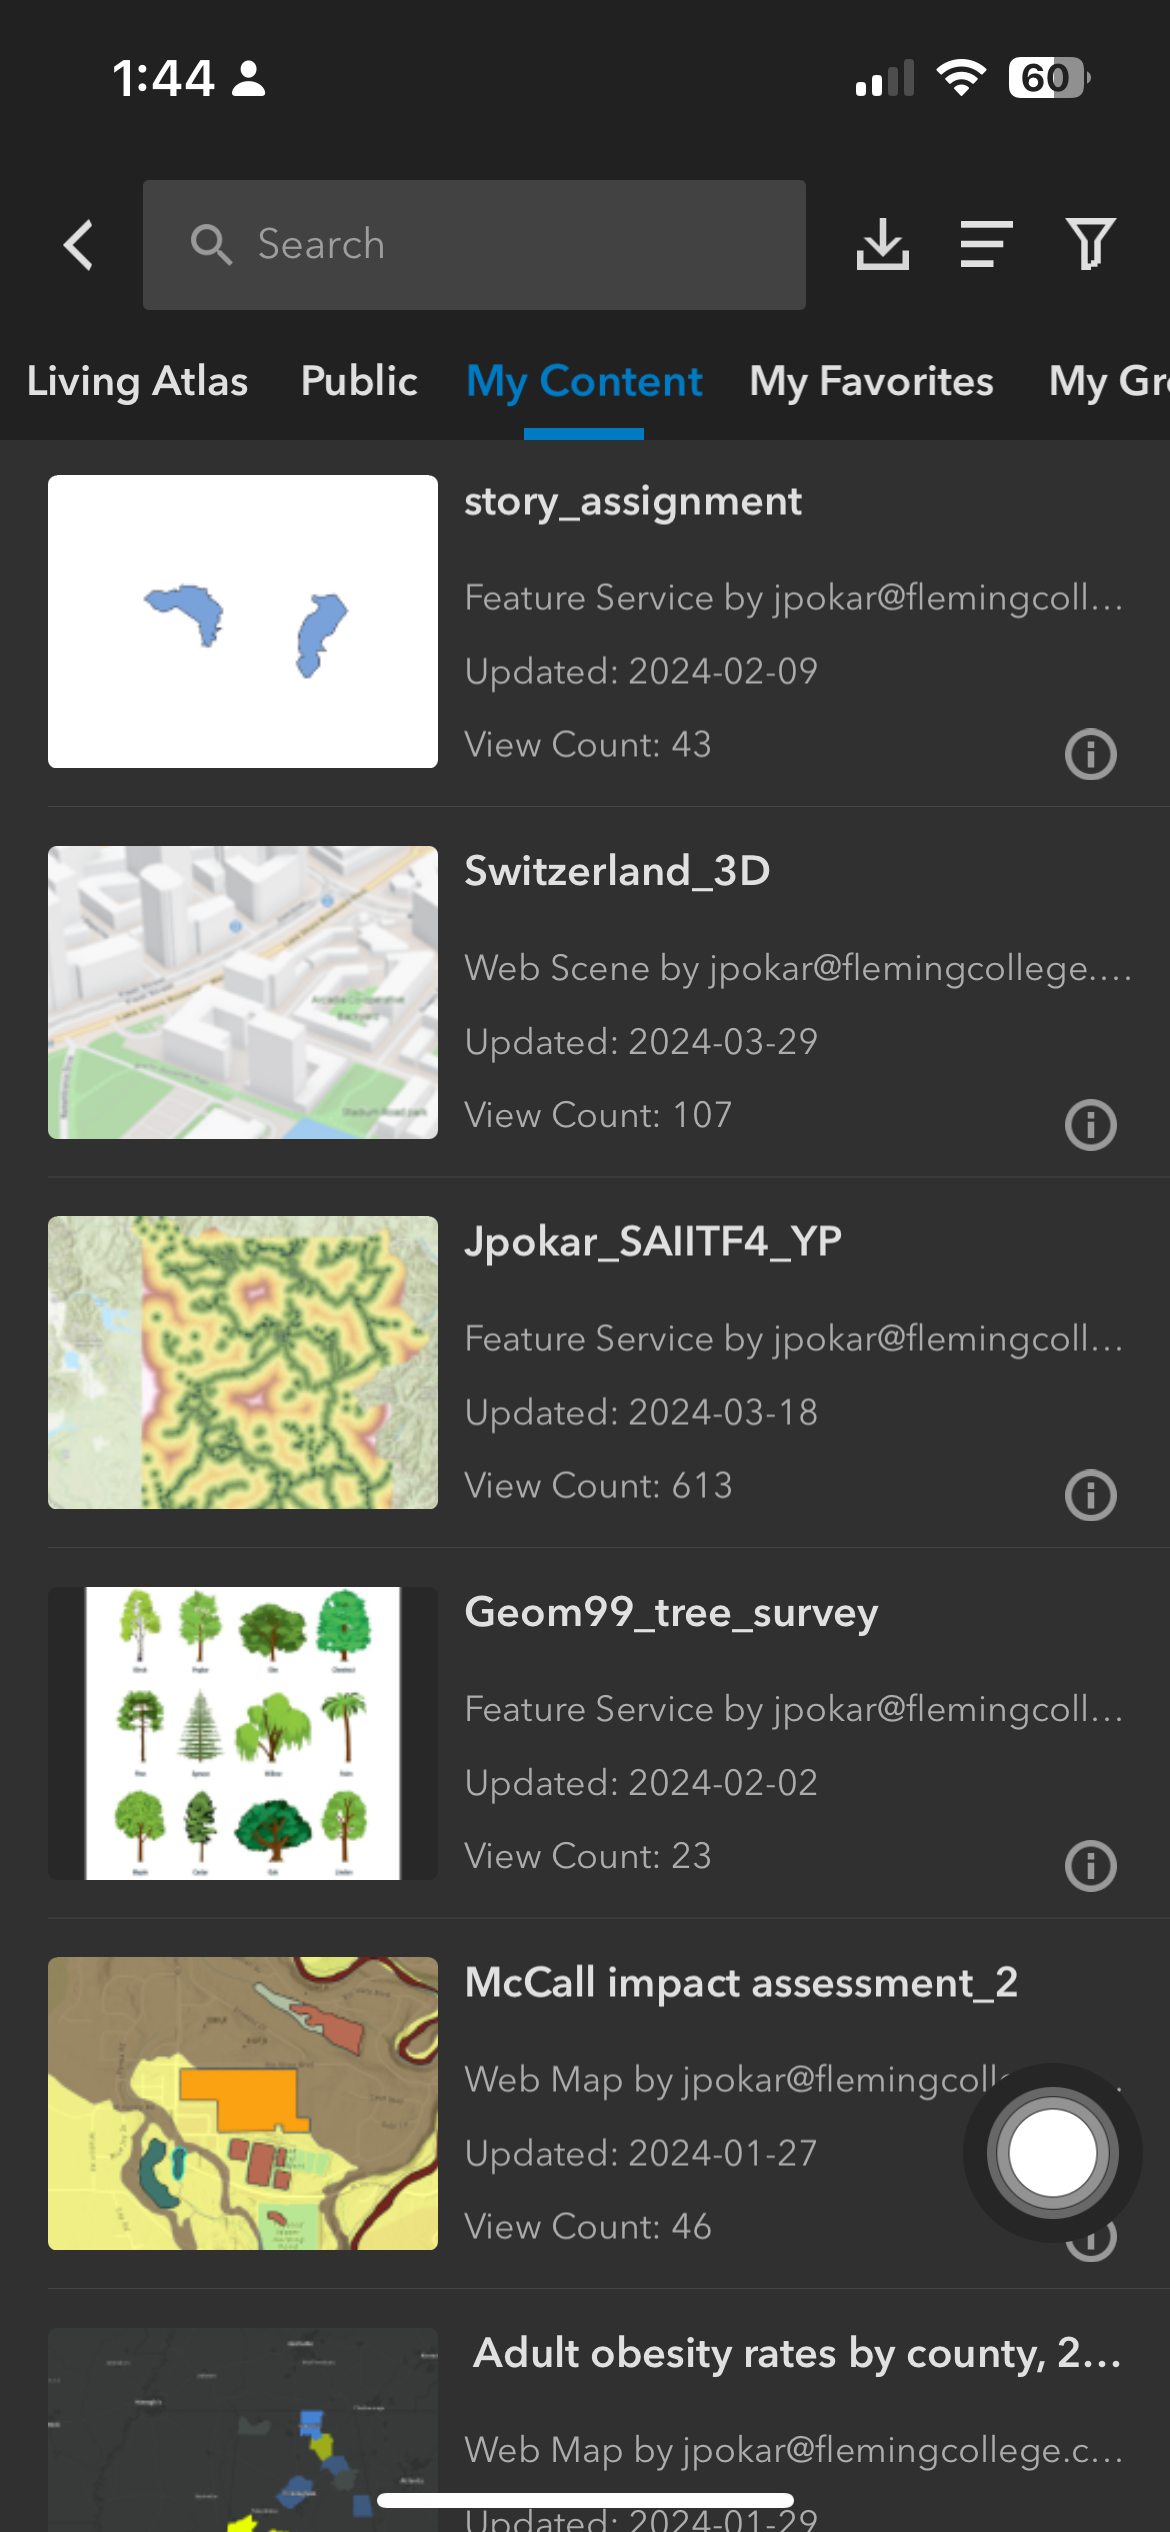 1:44
60
Search
Living Atlas Public My Content My Favorites My Gr
story_assignment
Feature Service by jpokar@flemingcoll...
Updated: 2024-02-09
View Count: 43
Switzerland_3D
Web Scene by jpokar@flemingcollege....
Updated: 2024-03-29
View Count: 107
Jpokar_SAIITF4_YP
Feature Service by jpokar@flemingcoll...
Updated: 2024-03-18
View Count: 613
Geom99_tree_survey
Feature Service by jpokar@flemingcoll...
Updated: 2024-02-02
View Count: 23
McCall impact assessment_2
Web Map by jpokar@flemingcoll
Updated: 2024-01-27
View Count: 46
Adult obesity rates by county, 2...
Web Map by jpokar@flemingcollege.c...
Updated: 2024-01-29